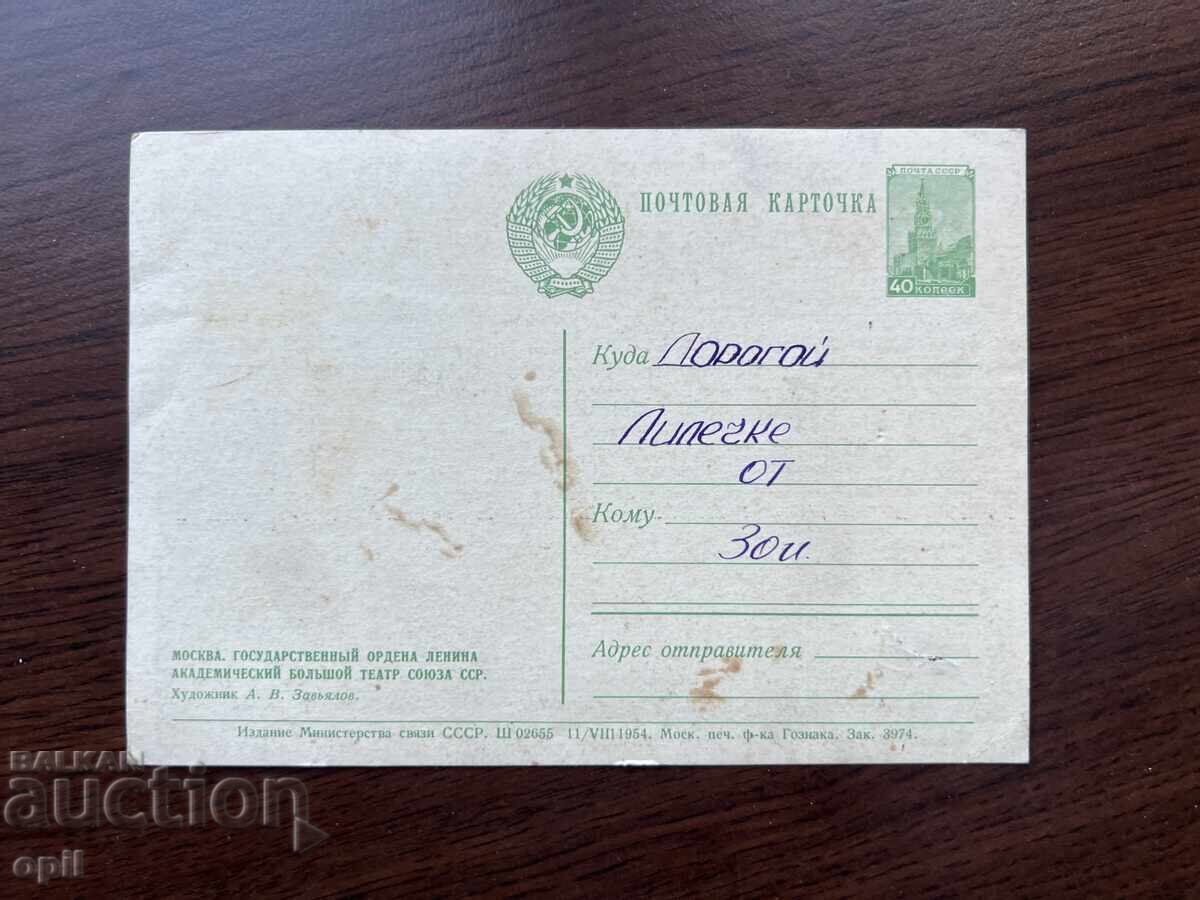 ПОЧТОВАЯ КАРТОЧКА
ПОЧТА СССР
40 КОПЕЕК
Куда Дорогой
Лилечке
от
Кому
Зои.
Адрес отправителя
МОСКВА. ГОСУДАРСТВЕННЫЙ ОРДЕНА ЛЕНИНА
АКАДЕМИЧЕСКИЙ БОЛЬШОЙ ТЕАТР СОЮЗА ССР.
Художник А. В. Завьялов.
Издание Министерства связи СССР. Ш 02655 11/VIII 1954. Моск. печ. ф-ка Гознака. Зак. 3974.
BALKAN
auction
opil